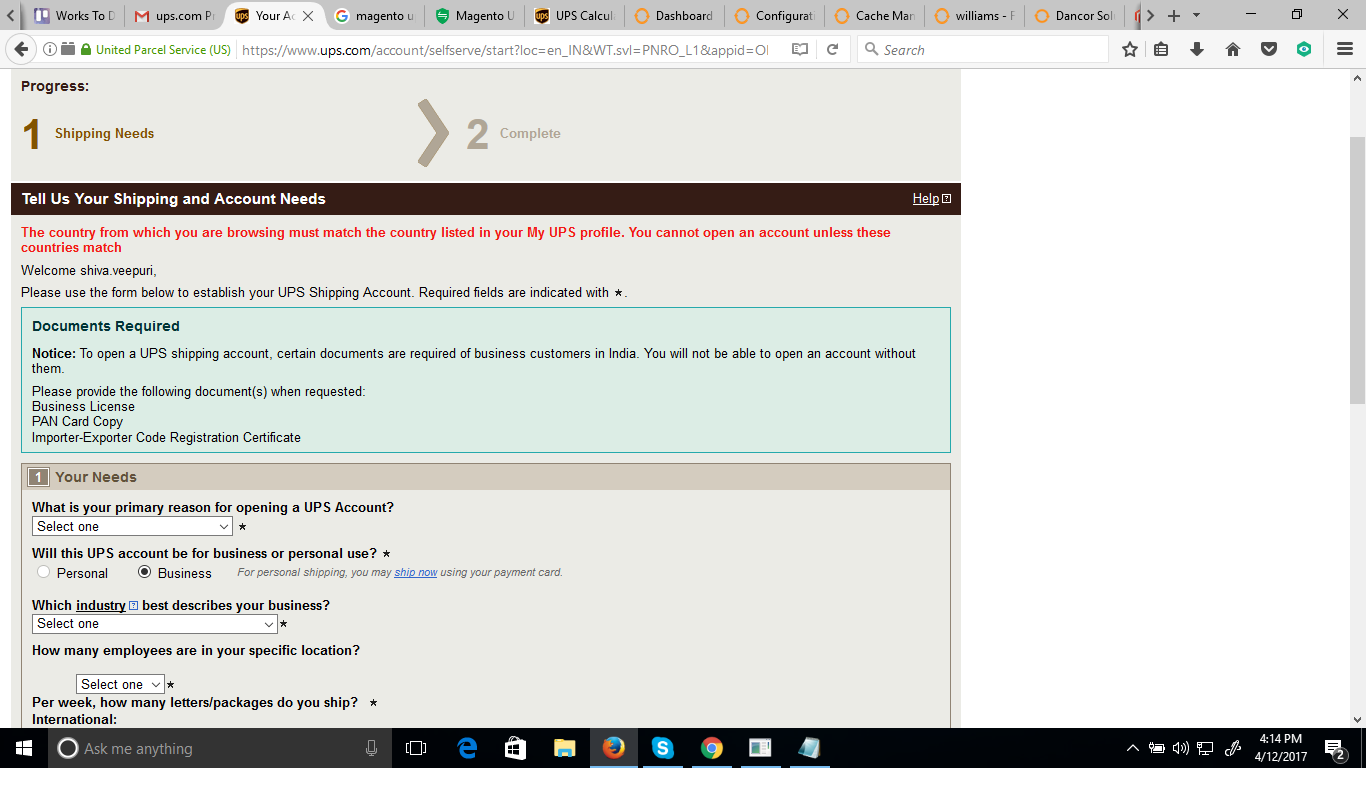 Works To D
ups.com Pr
Your Ac
magento u
Magento U
UPS Calcul
Dashboard
Configurati
Cache Man
williams - F
Dancor Solu
United Parcel Service (US)
https://www.ups.com/account/selfserve/start?loc=en_IN&WT.svl=PNRO_L1&appid=OI
Search
Progress:
1 Shipping Needs
2 Complete
Tell Us Your Shipping and Account Needs
Help
The country from which you are browsing must match the country listed in your My UPS profile. You cannot open an account unless these
countries match
Welcome shiva.veepuri,
Please use the form below to establish your UPS Shipping Account. Required fields are indicated with *.
Documents Required
Notice: To open a UPS shipping account, certain documents are required of business customers in India. You will not be able to open an account without
them.
Please provide the following document(s) when requested:
Business License
PAN Card Copy
Importer-Exporter Code Registration Certificate
1 Your Needs
What is your primary reason for opening a UPS Account?
Select one *
Will this UPS account be for business or personal use? *
Personal Business For personal shipping, you may ship now using your payment card.
Which industry ? best describes your business?
Select one *
How many employees are in your specific location?
Select one *
Per week, how many letters/packages do you ship? *
International:
Ask me anything
4:14 PM
4/12/2017
2